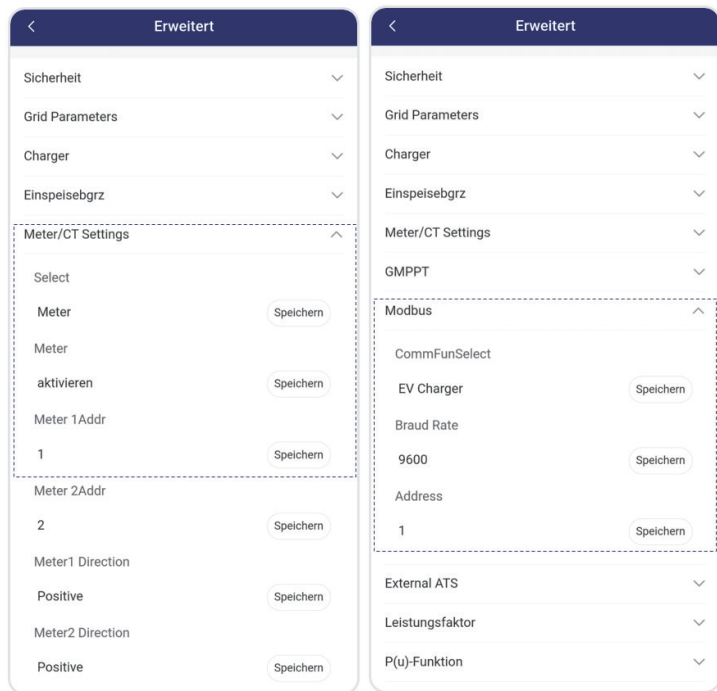 Erweitert
Sicherheit
Grid Parameters
Charger
Einspeisebgrz
Meter/CT Settings
Select
Meter
Speichern
Meter
aktivieren
Speichern
Meter 1Addr
1
Speichern
Meter 2Addr
2
Speichern
Meter1 Direction
Positive
Speichern
Meter2 Direction
Positive
Speichern
Erweitert
Sicherheit
Grid Parameters
Charger
Einspeisebgrz
Meter/CT Settings
GMPPT
Modbus
CommFunSelect
EV Charger
Speichern
Braud Rate
9600
Speichern
Address
1
Speichern
External ATS
Leistungsfaktor
P(u)-Funktion